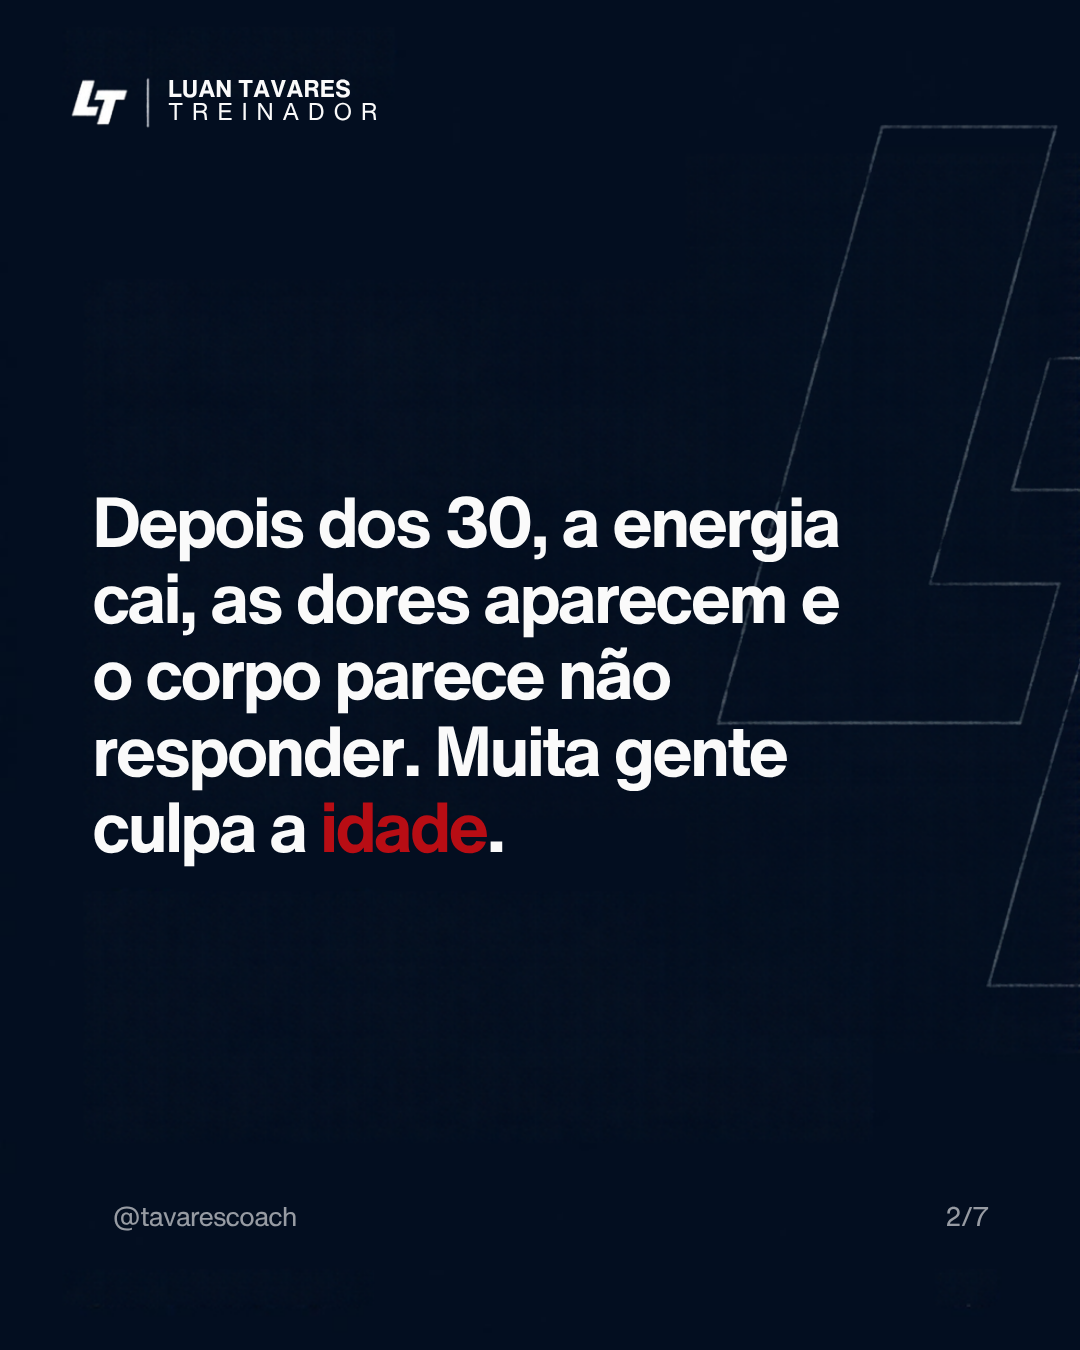 LT
LUAN TAVARES
TREINADOR
Depois dos 30, a energia
cai, as dores aparecem e
o corpo parece não
responder. Muita gente
culpa a idade.
@tavarescoach
2/7